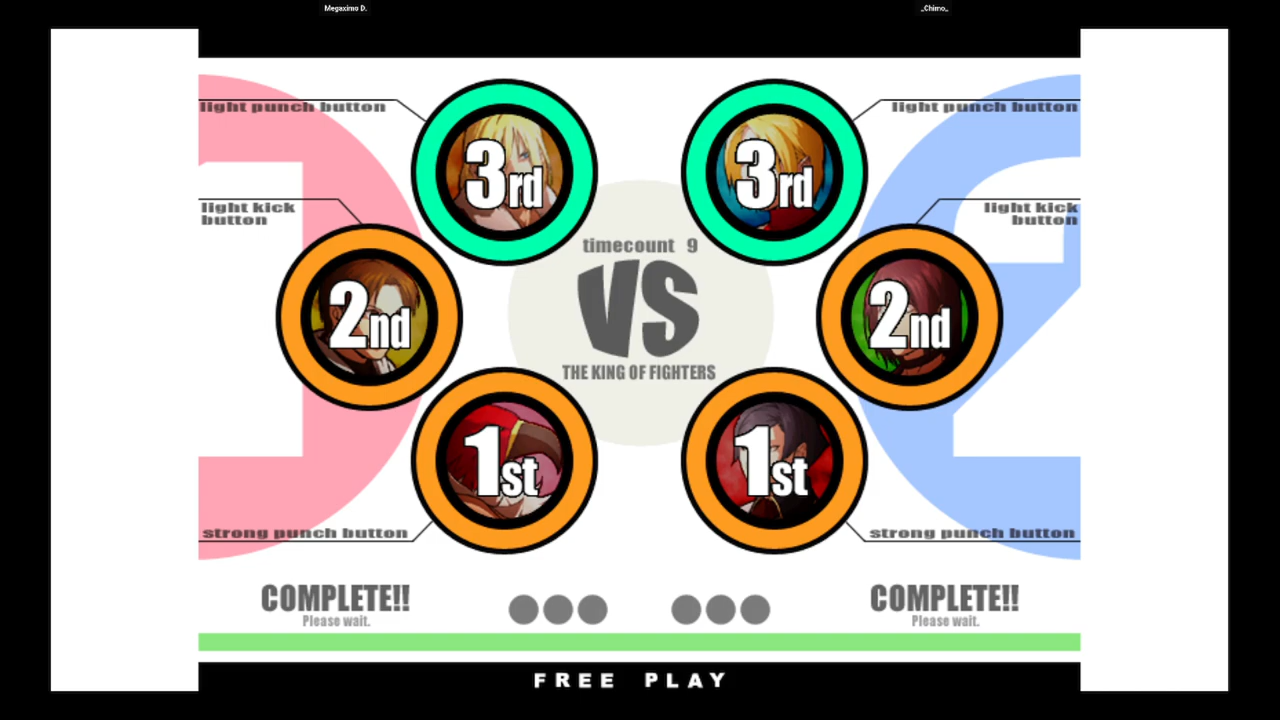 Megaximo D.
_Chimo_
light punch button
light punch button
3rd
3rd
light kick
button
light kick
button
timecount 9
VS
THE KING OF FIGHTERS
2nd
2nd
1st
1st
strong punch button
strong punch button
COMPLETE!!
Please wait.
COMPLETE!!
Please wait.
FREE PLAY